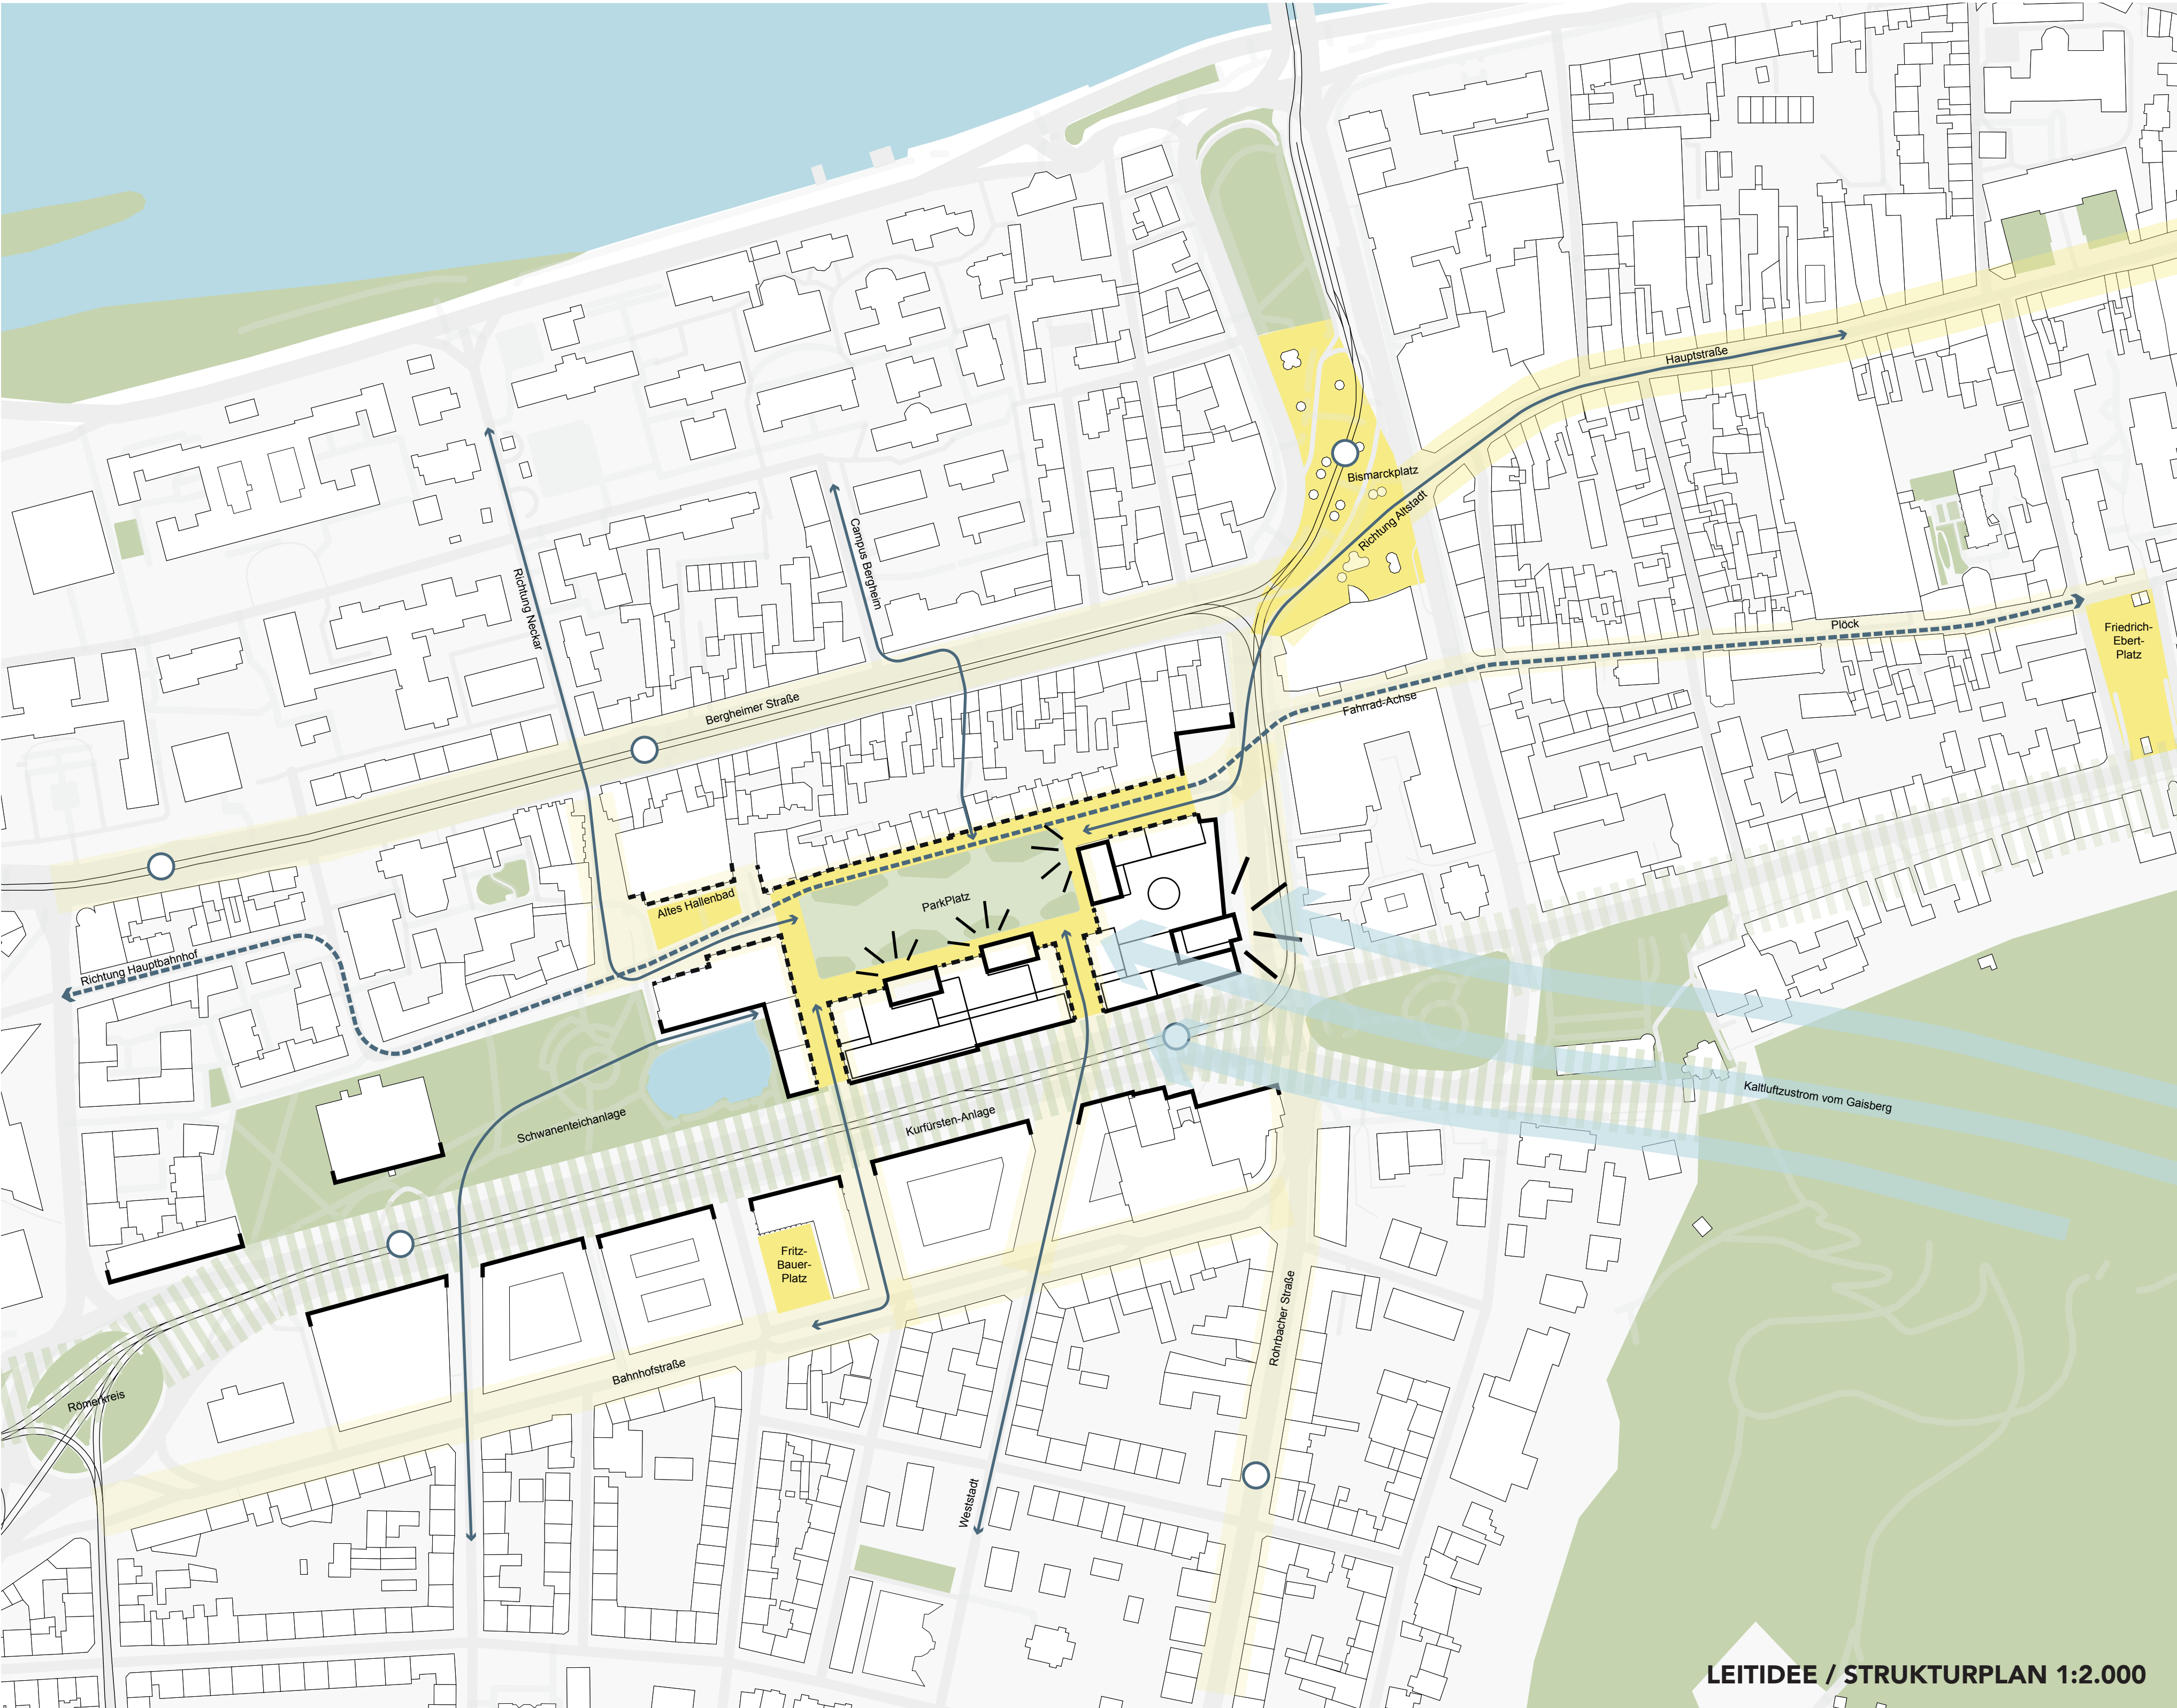 Hauptstraße
Bismarckplatz
Richtung Altstadt
Campus Bergheim
Richtung Neckar
Plöck
Friedrich-
Ebert-
Platz
Fahrrad-Achse
Bergheimer Straße
Altes Hallenbad
ParkPlatz
Richtung Hauptbahnhof
Kaltluftzustrom vom Gaisberg
Schwanenteichanlage
Kurfürsten-Anlage
Fritz-
Bauer-
Platz
Rohrbacher Straße
Bahnhofstraße
Römerkreis
Weststadt
LEITIDEE / STRUKTURPLAN 1:2.000